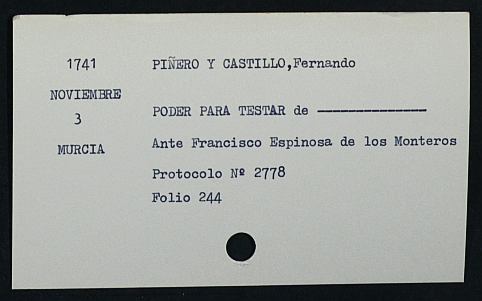 1741
NOVIEMBRE
3
MURCIA
PIÑERO Y CASTILLO,Fernando
PODER PARA TESTAR de ——————————————
Ante Francisco Espinosa de los Monteros
Protocolo Nº 2778
Folio 244